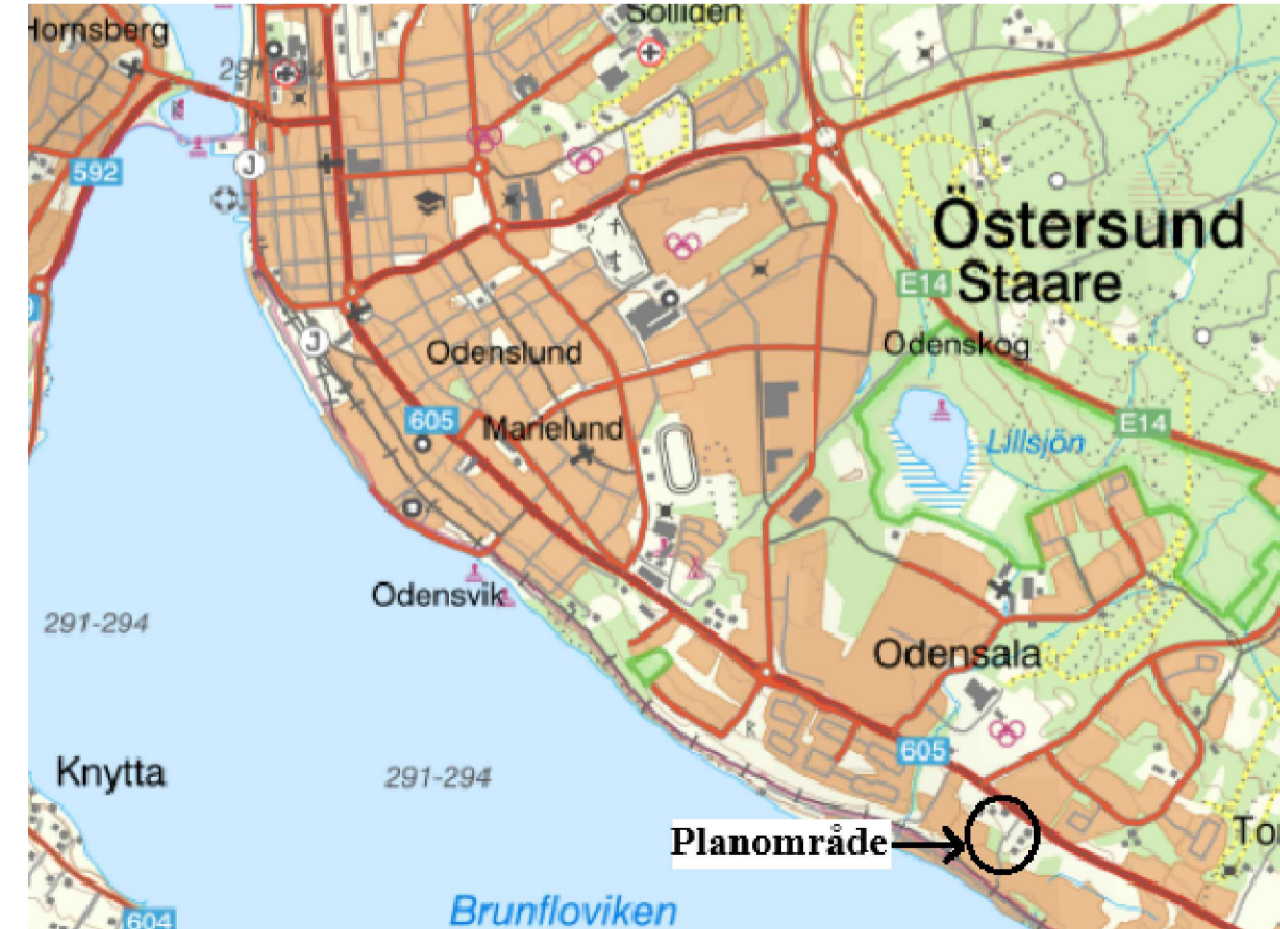 Solliden
Hornsberg
291-294
J
592
Östersund
Staare
E14
Odenskog
J
Odenslund
605
Marielund
E14
Lillsjön
Odensvik
291-294
Odensala
R
605
Knytta
291-294
Planområde
Tor
Brunfloviken
604